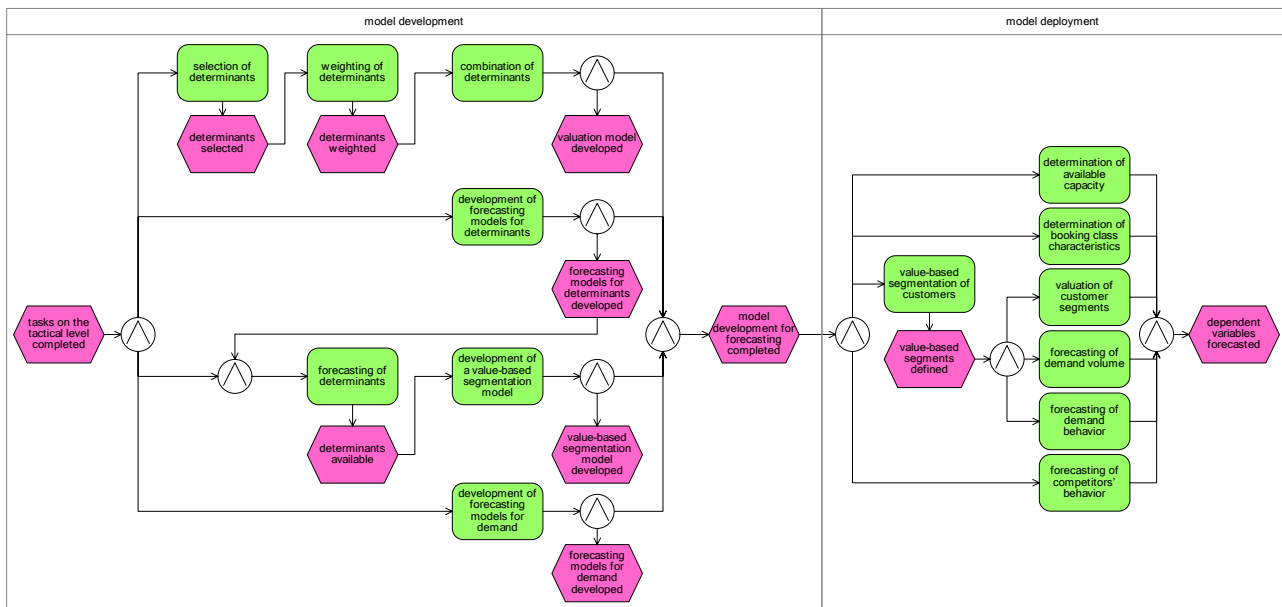 model development
model deployment
selection of
determinants
weighting of
determinants
combination of
determinants
determinants
selected
determinants
weighted
valuation model
developed
development of
forecasting
models for
determinants
forecasting
models for
determinants
developed
tasks on the
tactical level
completed
model
development for
forecasting
completed
forecasting of
determinants
development of
a value-based
segmentation
model
determinants
available
value-based
segmentation
model
developed
development of
forecasting
models for
demand
forecasting
models for
demand
developed
determination of
available
capacity
determination of
booking class
characteristics
value-based
segmentation of
customers
valuation of
customer
segments
value-based
segments
defined
forecasting of
demand volume
forecasting of
demand
behavior
forecasting of
competitors'
behavior
dependent
variables
forecasted